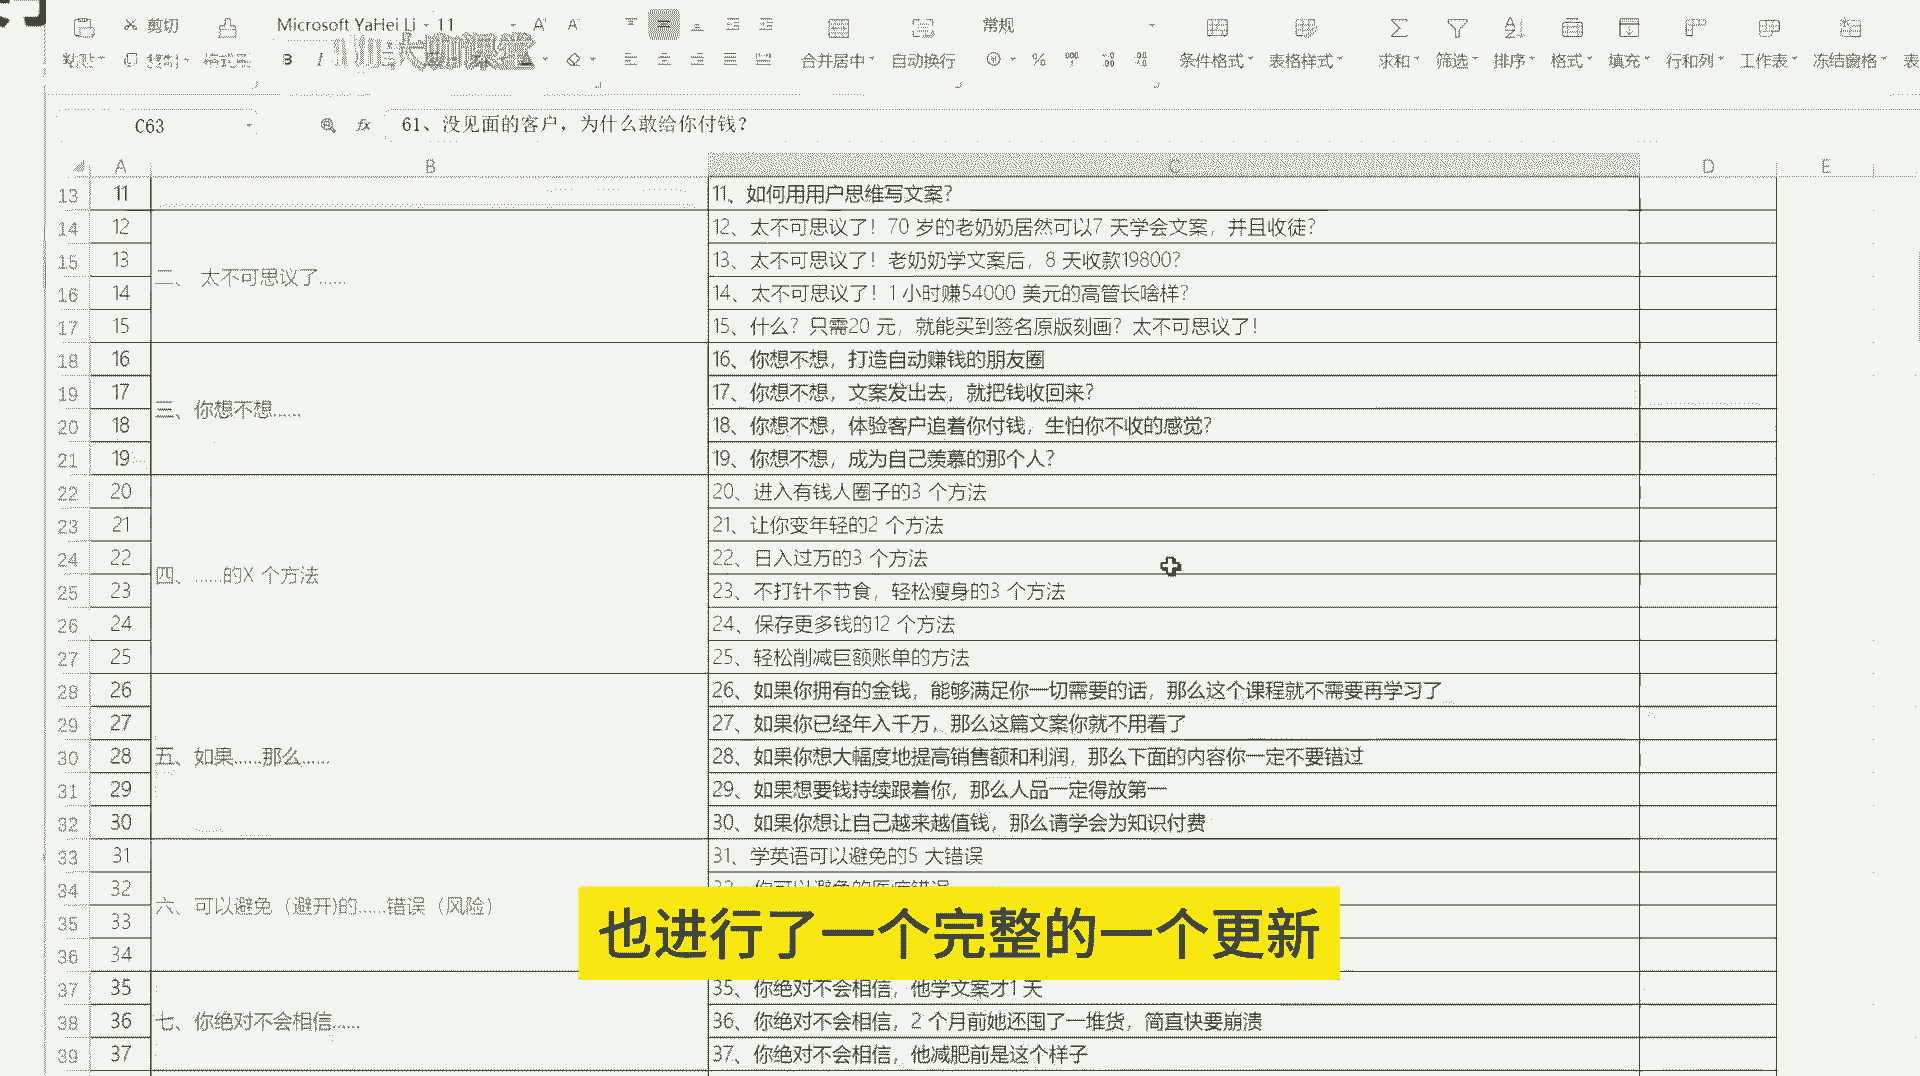 剪切 Microsoft YaHei Li 11 A⁺ A⁻ 常规
粘贴 复制 格式刷 B I 合并居中 自动换行 % 条件格式 表格样式 求和 筛选 排序 格式 填充 行和列 工作表 冻结窗格 表
大咖课堂
C63 fx 61、没见面的客户，为什么敢给你付钱？
A B C D E
13 11 11、如何用用户思维写文案？
14 12 12、太不可思议了！70 岁的老奶奶居然可以7 天学会文案，并且收徒？
15 13 13、太不可思议了！老奶奶学文案后，8 天收款19800？
二、 太不可思议了……
16 14 14、太不可思议了！1 小时赚54000 美元的高管长啥样？
17 15 15、什么？只需20 元，就能买到签名原版刻画？太不可思议了！
18 16 16、你想不想，打造自动赚钱的朋友圈
19 17 17、你想不想，文案发出去，就把钱收回来？
三、你想不想……
20 18 18、你想不想，体验客户追着你付钱，生怕你不收的感觉？
21 19 19、你想不想，成为自己羡慕的那个人？
22 20 20、进入有钱人圈子的3 个方法
23 21 21、让你变年轻的2 个方法
24 22 22、日入过万的3 个方法
四、……的X 个方法
25 23 23、不打针不节食，轻松瘦身的3 个方法
26 24 24、保存更多钱的12 个方法
27 25 25、轻松削减巨额账单的方法
28 26 26、如果你拥有的金钱，能够满足你一切需要的话，那么这个课程就不需要再学习了
29 27 27、如果你已经年入千万，那么这篇文案你就不用看了
30 28 五、如果……那么…… 28、如果你想大幅度地提高销售额和利润，那么下面的内容你一定不要错过
31 29 29、如果想要钱持续跟着你，那么人品一定得放第一
32 30 30、如果你想让自己越来越值钱，那么请学会为知识付费
33 31 31、学英语可以避免的5 大错误
34 32 32、你可以避免的医疗错误
六、可以避免（避开)的……错误（风险）
35 33
36 34
也进行了一个完整的一个更新
37 35 35、你绝对不会相信，他学文案才1 天
38 36 七、你绝对不会相信…… 36、你绝对不会相信，2 个月前她还囤了一堆货，简直快要崩溃
39 37 37、你绝对不会相信，他减肥前是这个样子